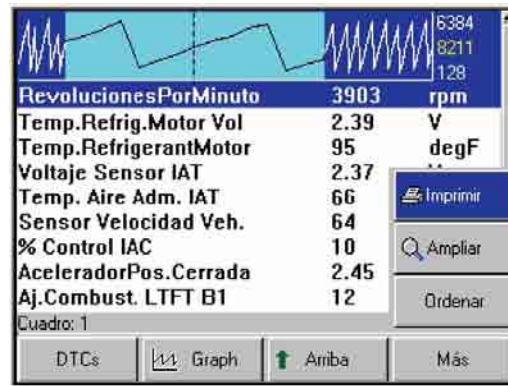 6384
8211
128
RevolucionesPorMinuto 3903 rpm
Temp.Refrig.Motor Vol 2.39 V
Temp.RefrigerantMotor 95 degF
Voltaje Sensor IAT 2.37
Temp. Aire Adm. IAT 66
Imprimir
Sensor Velocidad Veh. 64
% Control IAC 10
Ampliar
AceleradorPos.Cerrada 2.45
Aj.Combust. LTFT B1 12
Ordenar
Cuadro: 1
DTCs Graph Arriba Más